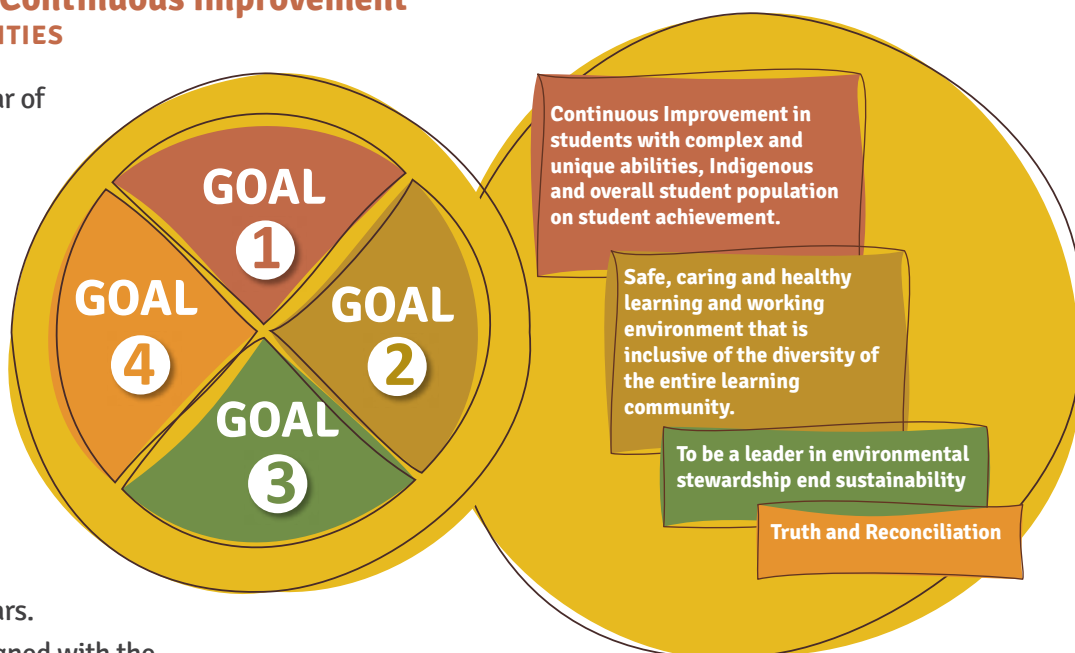 Continuous Improvement
ITIES
ar of
GOAL
1
GOAL
2
GOAL
3
GOAL
4
Continuous Improvement in
students with complex and
unique abilities, Indigenous
and overall student population
on student achievement.
Safe, caring and healthy
learning and working
environment that is
inclusive of the diversity of
the entire learning
community.
To be a leader in environmental
stewardship end sustainability
Truth and Reconciliation
ars.
gned with the